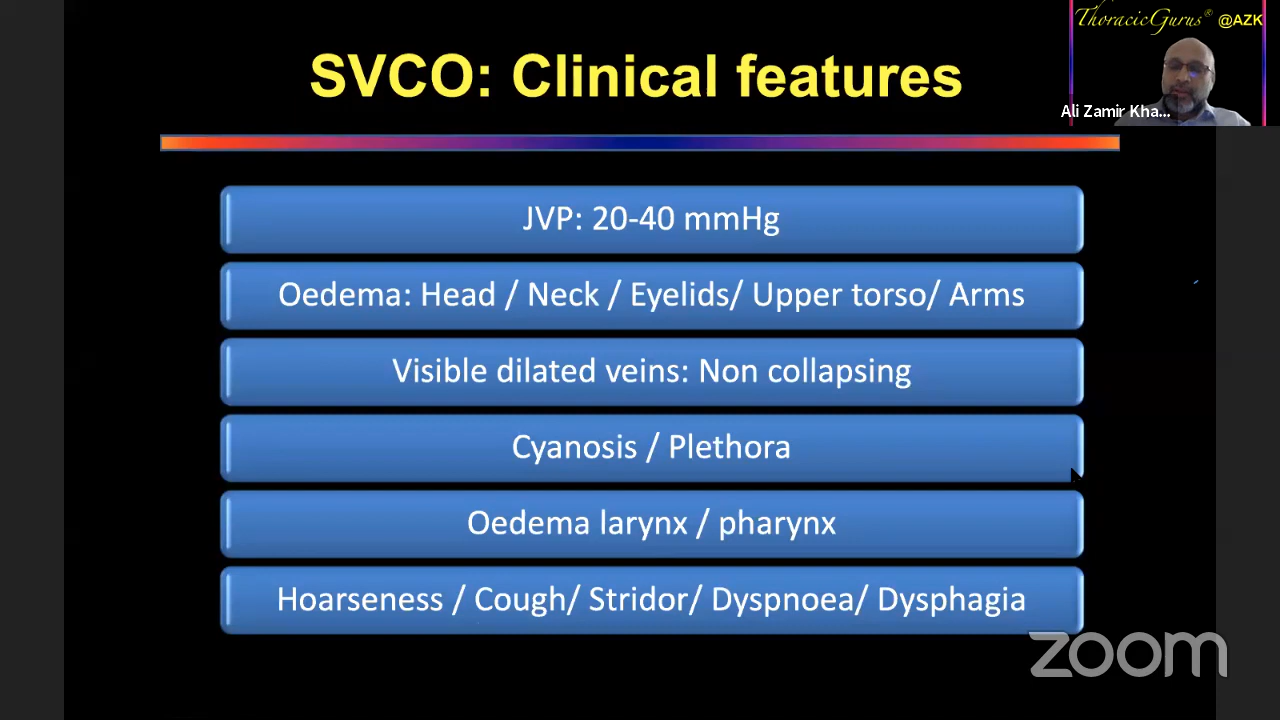 ThoracicGurus® @AZK
SVCO: Clinical features
Ali Zamir Kha...
JVP: 20-40 mmHg
Oedema: Head / Neck / Eyelids/ Upper torso/ Arms
Visible dilated veins: Non collapsing
Cyanosis / Plethora
Oedema larynx / pharynx
Hoarseness / Cough/ Stridor/ Dyspnoea/ Dysphagia
zoom